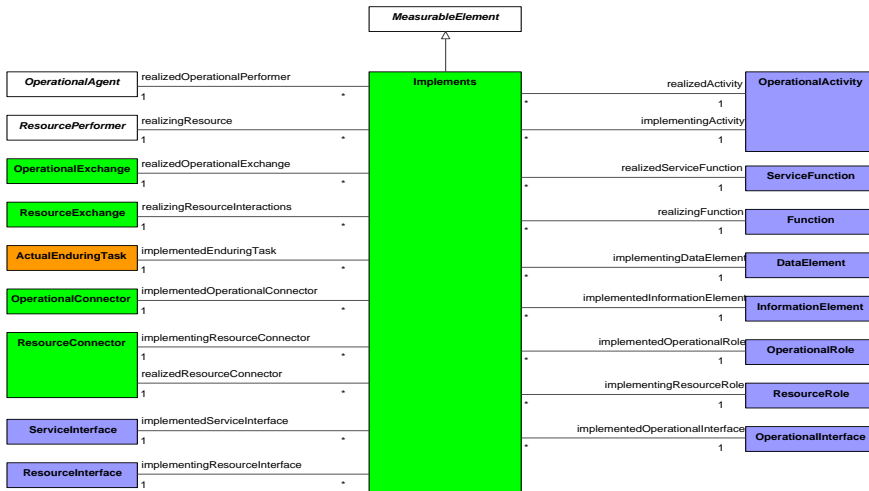 MeasurableElement
Implements
OperationalAgent
realizedOperationalPerformer
1
*
ResourcePerformer
realizingResource
1
*
OperationalExchange
realizedOperationalExchange
1
*
ResourceExchange
realizingResourceInteractions
1
*
ActualEnduringTask
implementedEnduringTask
1
*
OperationalConnector
implementedOperationalConnector
1
*
ResourceConnector
implementingResourceConnector
1
*
realizedResourceConnector
1
*
ServiceInterface
implementedServiceInterface
1
*
ResourceInterface
implementingResourceInterface
1
*
realizedActivity
*
1
OperationalActivity
implementingActivity
*
1
realizedServiceFunction
*
1
ServiceFunction
realizingFunction
*
1
Function
implementingDataElement
*
1
DataElement
implementedInformationElement
*
1
InformationElement
implementedOperationalRole
*
1
OperationalRole
implementingResourceRole
*
1
ResourceRole
implementedOperationalInterface
*
1
OperationalInterface